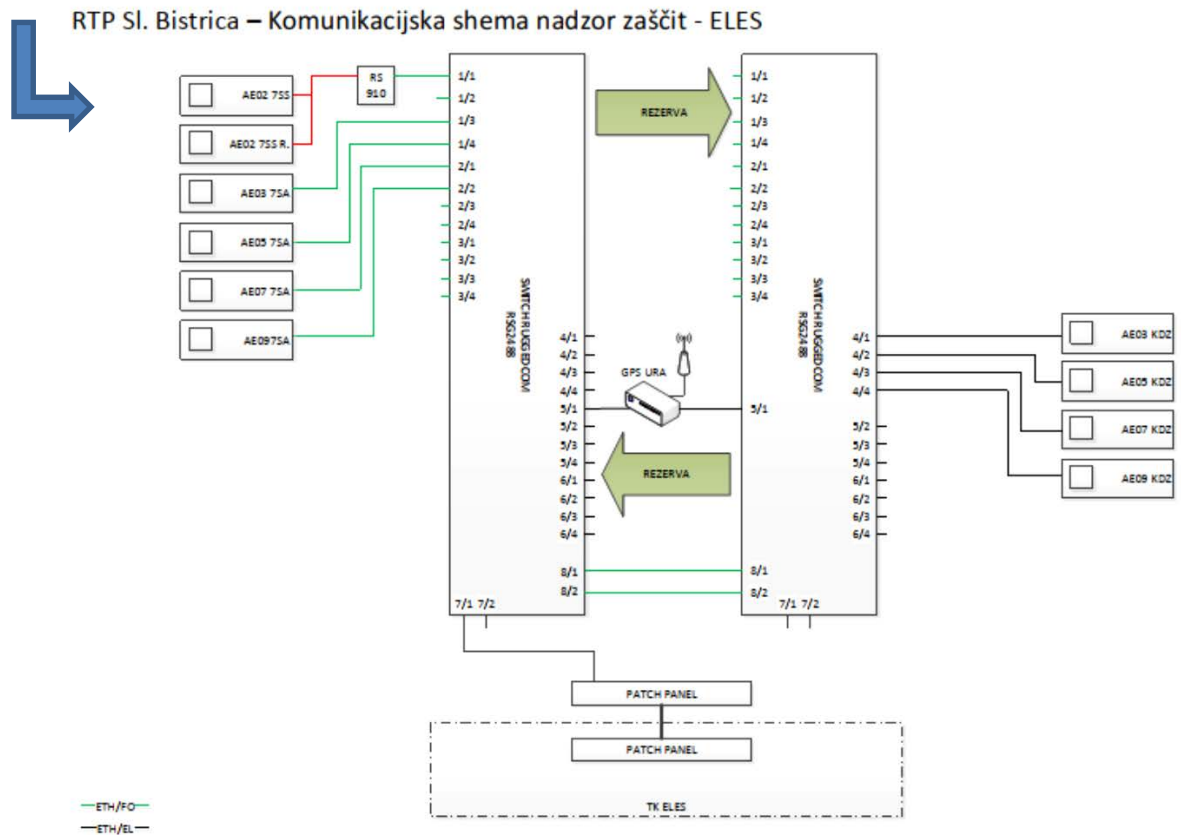 RTP Sl. Bistrica – Komunikacijska shema nadzor zaščit - ELES
AE02 7SS
AE02 7SS R.
AE03 7SA
AE05 7SA
AE07 7SA
AE097SA
RS
910
1/1
1/2
1/3
1/4
2/1
2/2
2/3
2/4
3/1
3/2
3/3
3/4
SWITCH RUGGEDCOM
RSG2488
4/1
4/2
4/3
4/4
5/1
5/2
5/3
5/4
6/1
6/2
6/3
6/4
8/1
8/2
7/1 7/2
REZERVA
GPS URA
REZERVA
1/1
1/2
1/3
1/4
2/1
2/2
2/3
2/4
3/1
3/2
3/3
3/4
5/1
8/1
8/2
SWITCH RUGGEDCOM
RSG2488
4/1
4/2
4/3
4/4
5/2
5/3
5/4
6/1
6/2
6/3
6/4
7/1 7/2
AE03 KDZ
AE05 KDZ
AE07 KDZ
AE09 KDZ
PATCH PANEL
PATCH PANEL
TK ELES
ETH/FO
ETH/EL